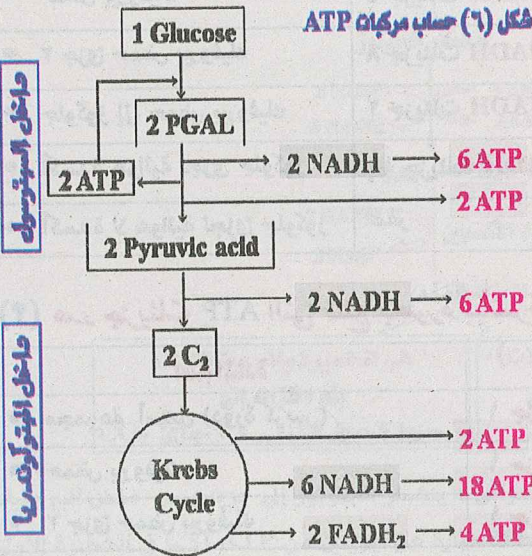 شكل (٦) حساب مركبات ATP
1 Glucose
داخل السيتوسول
2 PGAL
2 NADH → 6 ATP
2 ATP
2 ATP
2 Pyruvic acid
2 NADH → 6 ATP
داخل الميتوكوندريا
2 C₂
2 ATP
Krebs
Cycle
6 NADH → 18 ATP
2 FADH₂ → 4 ATP